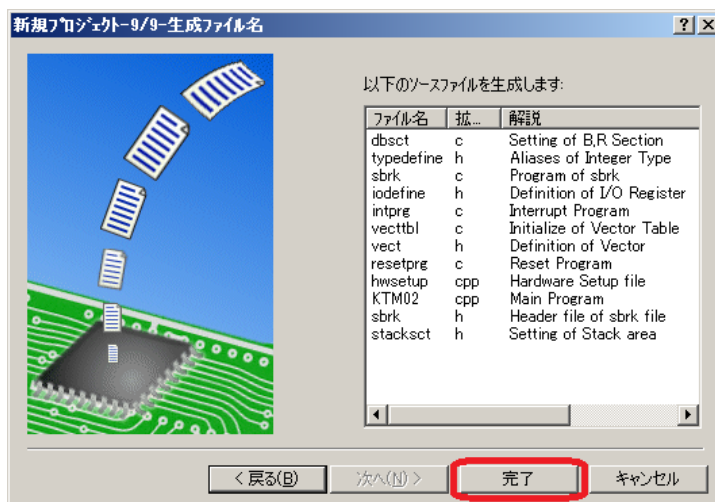 新規ﾌﾟﾛｼﾞｪｸﾄ-9/9-生成ﾌｧｲﾙ名
以下のｿｰｽﾌｧｲﾙを生成します:
ﾌｧｲﾙ名 拡... 解説
dbsct c Setting of B,R Section
typedefine h Aliases of Integer Type
sbrk c Program of sbrk
iodefine h Definition of I/O Register
intprg c Interrupt Program
vecttbl c Initialize of Vector Table
vect h Definition of Vector
resetprg c Reset Program
hwsetup cpp Hardware Setup file
KTM02 cpp Main Program
sbrk h Header file of sbrk file
stacksct h Setting of Stack area
< 戻る(B) 次へ(N) > 完了 ｷｬﾝｾﾙ